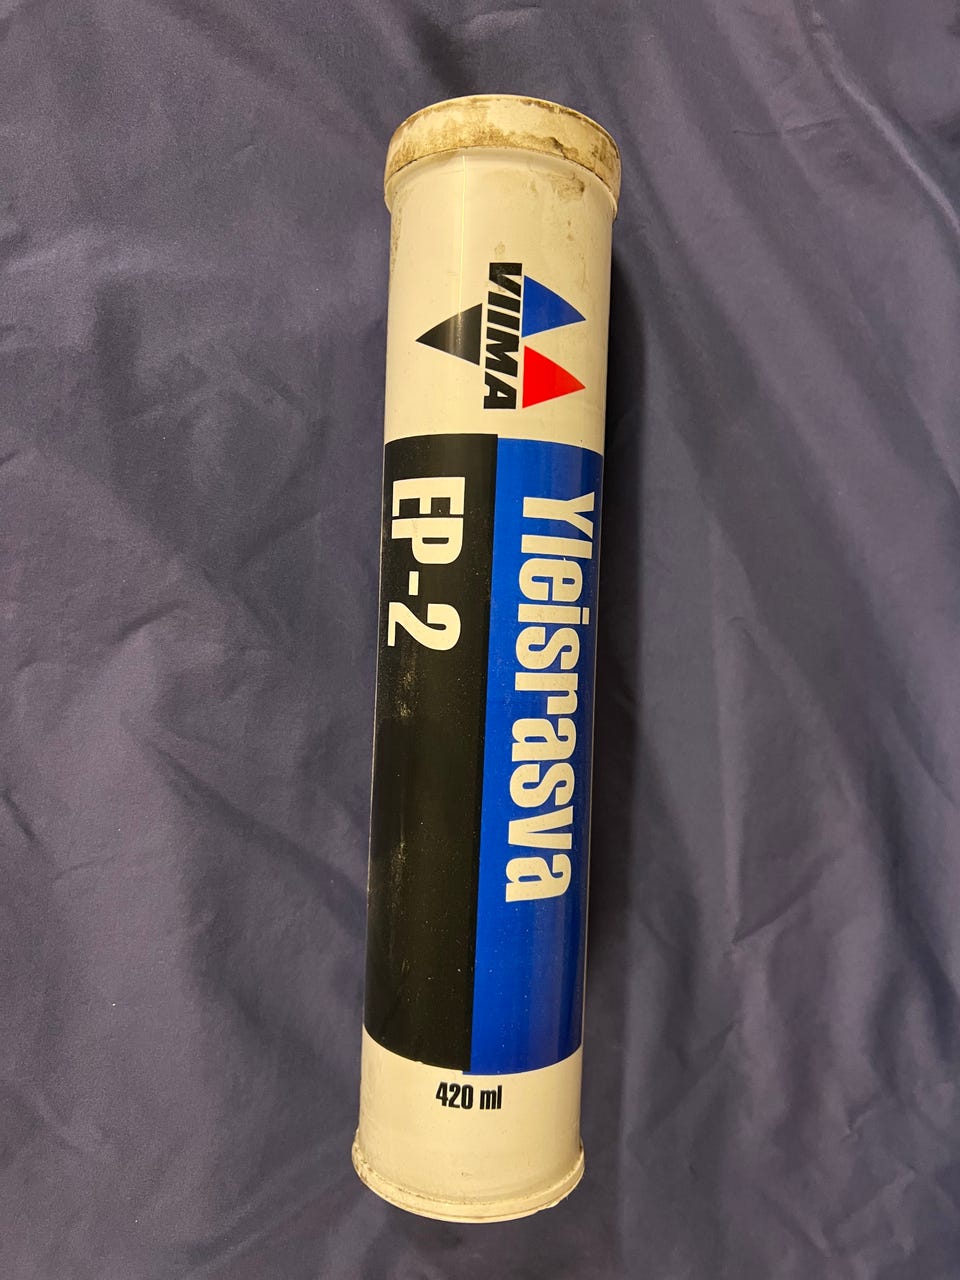 VIIMA
Yleisrasva
EP-2
420 ml